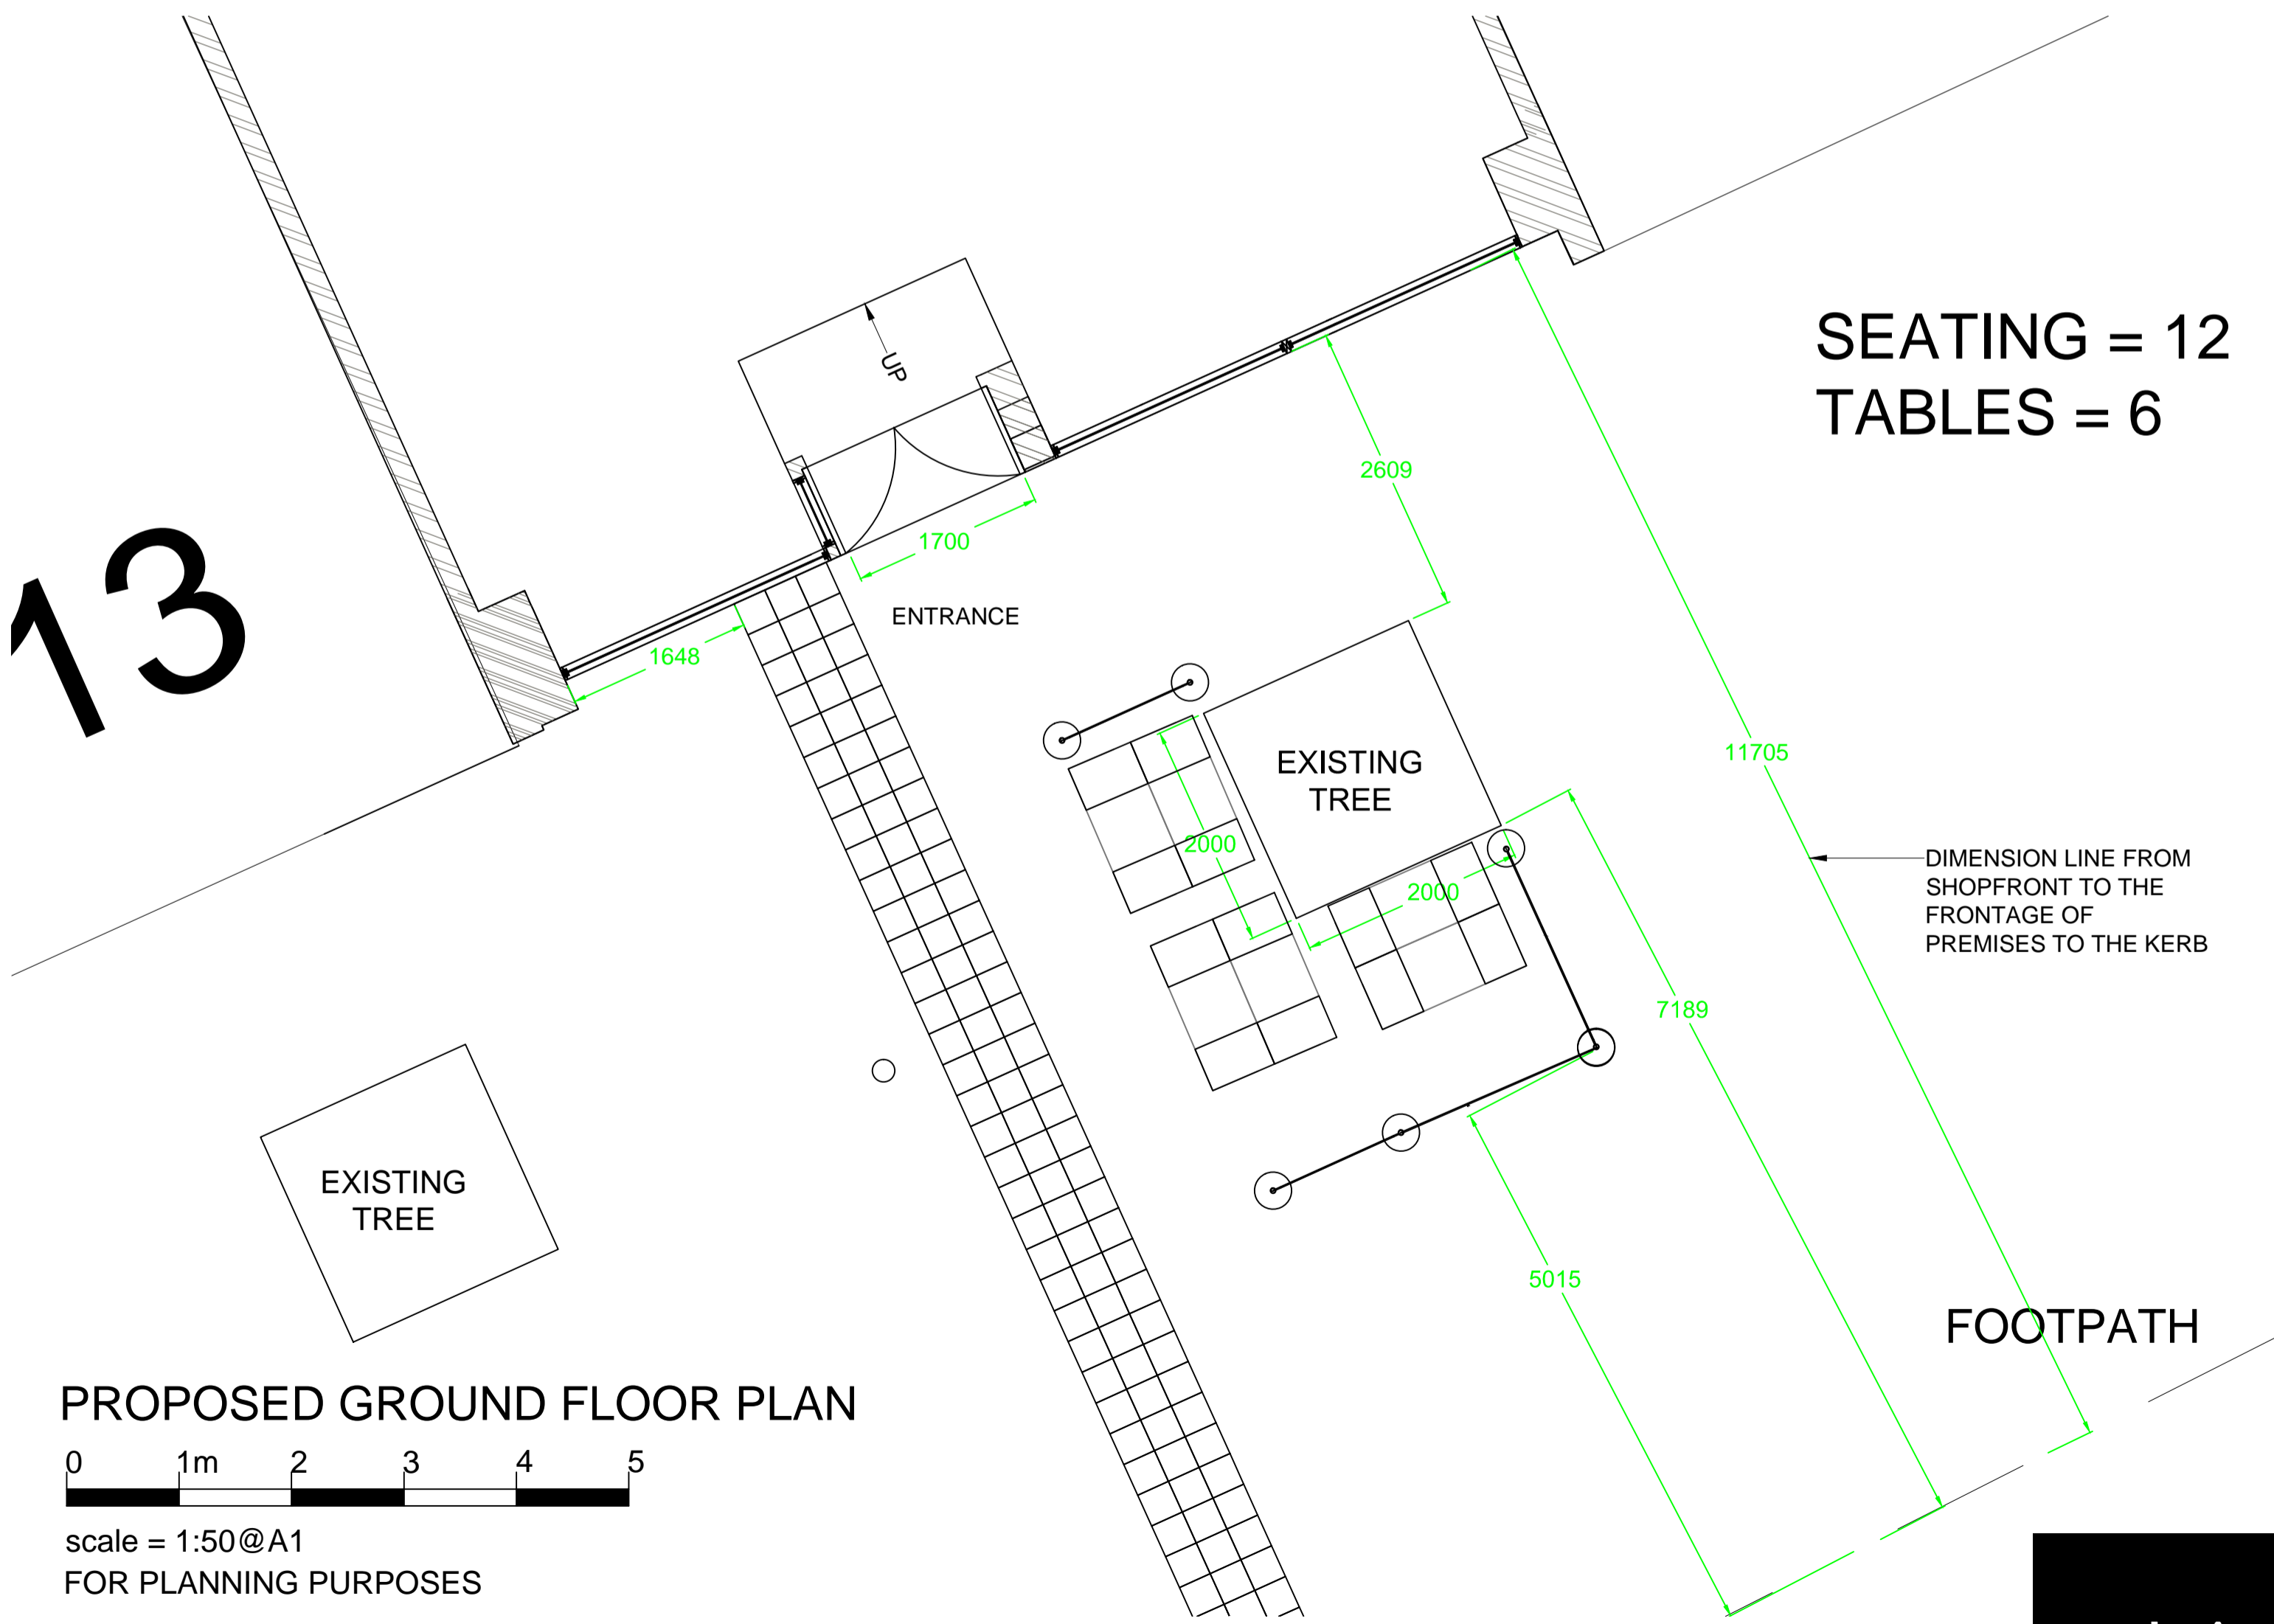 SEATING = 12
TABLES = 6
UP
2609
13
1700
ENTRANCE
1648
EXISTING
TREE
11705
2000
2000
DIMENSION LINE FROM
SHOPFRONT TO THE
FRONTAGE OF
PREMISES TO THE KERB
7189
EXISTING
TREE
5015
FOOTPATH
PROPOSED GROUND FLOOR PLAN
0 1m 2 3 4 5
scale = 1:50@A1
FOR PLANNING PURPOSES